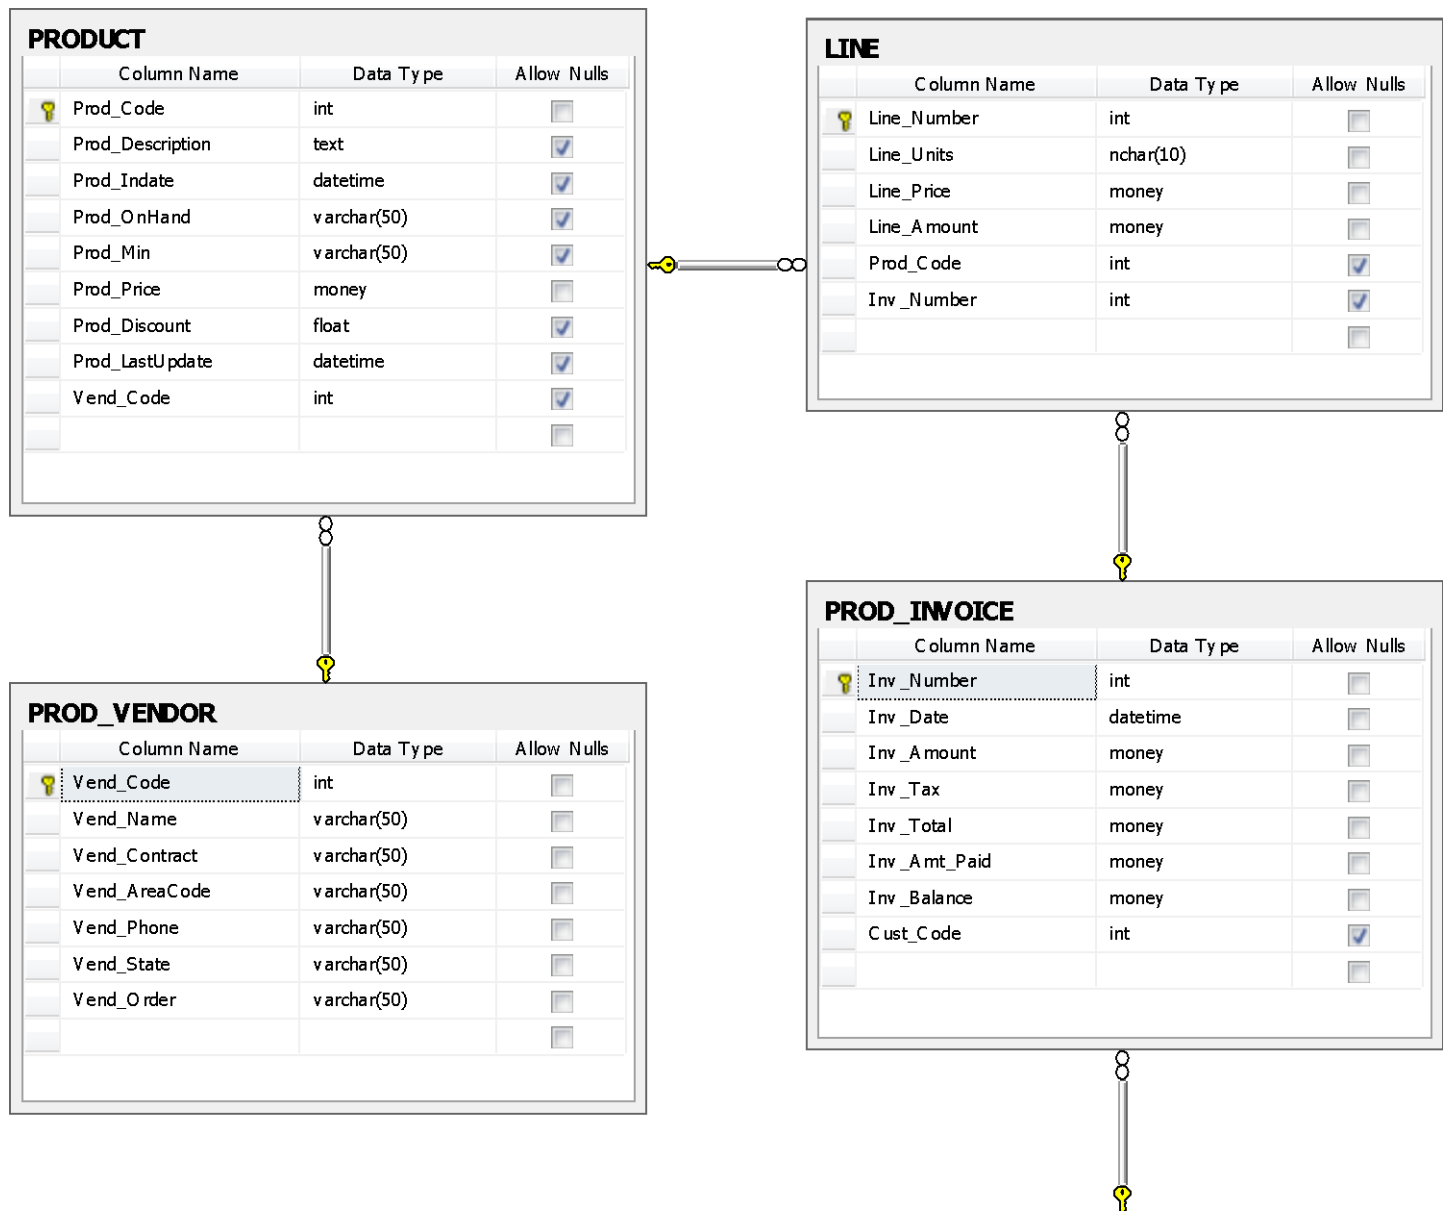 PRODUCT
Column Name Data Type Allow Nulls
Prod_Code int
Prod_Description text
Prod_Indate datetime
Prod_OnHand varchar(50)
Prod_Min varchar(50)
Prod_Price money
Prod_Discount float
Prod_LastUpdate datetime
Vend_Code int
LINE
Column Name Data Type Allow Nulls
Line_Number int
Line_Units nchar(10)
Line_Price money
Line_Amount money
Prod_Code int
Inv_Number int
PROD_VENDOR
Column Name Data Type Allow Nulls
Vend_Code int
Vend_Name varchar(50)
Vend_Contract varchar(50)
Vend_AreaCode varchar(50)
Vend_Phone varchar(50)
Vend_State varchar(50)
Vend_Order varchar(50)
PROD_INVOICE
Column Name Data Type Allow Nulls
Inv_Number int
Inv_Date datetime
Inv_Amount money
Inv_Tax money
Inv_Total money
Inv_Amt_Paid money
Inv_Balance money
Cust_Code int